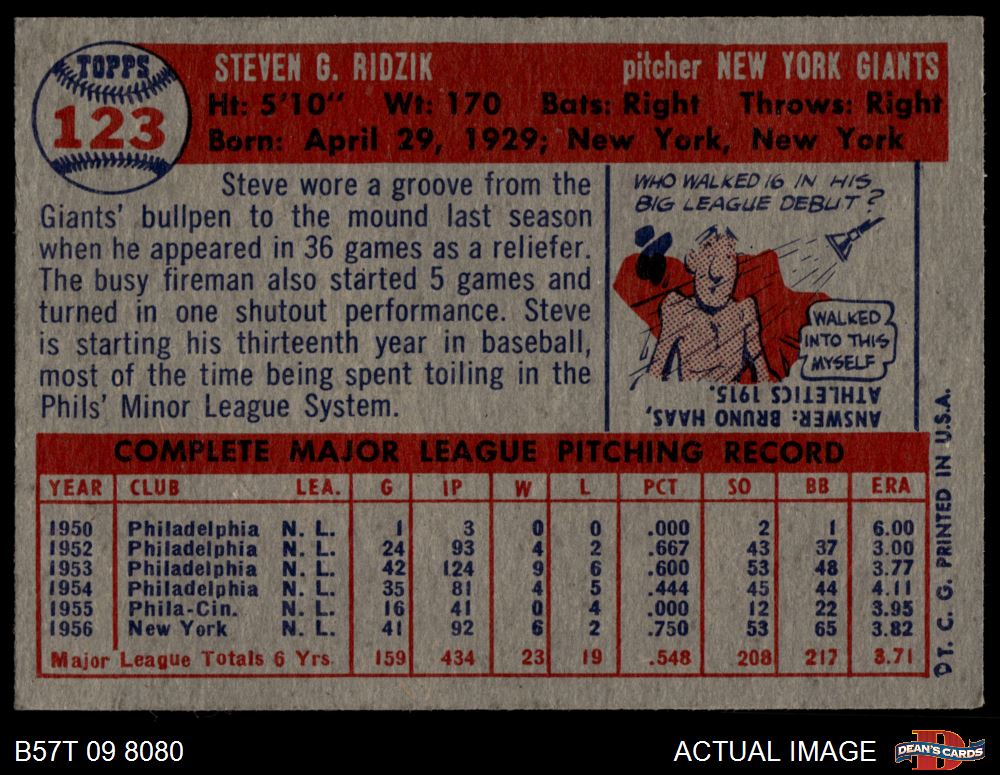 TOPPS
123
STEVEN G. RIDZIK pitcher NEW YORK GIANTS
Ht: 5'10" Wt: 170 Bats: Right Throws: Right
Born: April 29, 1929; New York, New York
Steve wore a groove from the
Giants' bullpen to the mound last season
when he appeared in 36 games as a reliefer.
The busy fireman also started 5 games and
turned in one shutout performance. Steve
is starting his thirteenth year in baseball,
most of the time being spent toiling in the
Phils' Minor League System.
WHO WALKED 16 IN HIS
BIG LEAGUE DEBUT?
WALKED
INTO THIS
MYSELF
ANSWER: BRUNO HAAS,
ATHLETICS 1915.
COMPLETE MAJOR LEAGUE PITCHING RECORD
YEAR CLUB LEA. G IP W L PCT SO BB ERA
1950 Philadelphia N. L. 1 3 0 0 .000 2 1 6.00
1952 Philadelphia N. L. 24 93 4 2 .667 43 37 3.00
1953 Philadelphia N. L. 42 124 9 6 .600 53 48 3.77
1954 Philadelphia N. L. 35 81 4 5 .444 45 44 4.11
1955 Phila-Cin. N. L. 16 41 0 4 .000 12 22 3.95
1956 New York N. L. 41 92 6 2 .750 53 65 3.82
Major League Totals 6 Yrs. 159 434 23 19 .548 208 217 3.71
T. C. G. PRINTED IN U.S.A.
B57T 09 8080
ACTUAL IMAGE
D
DEAN'S CARDS